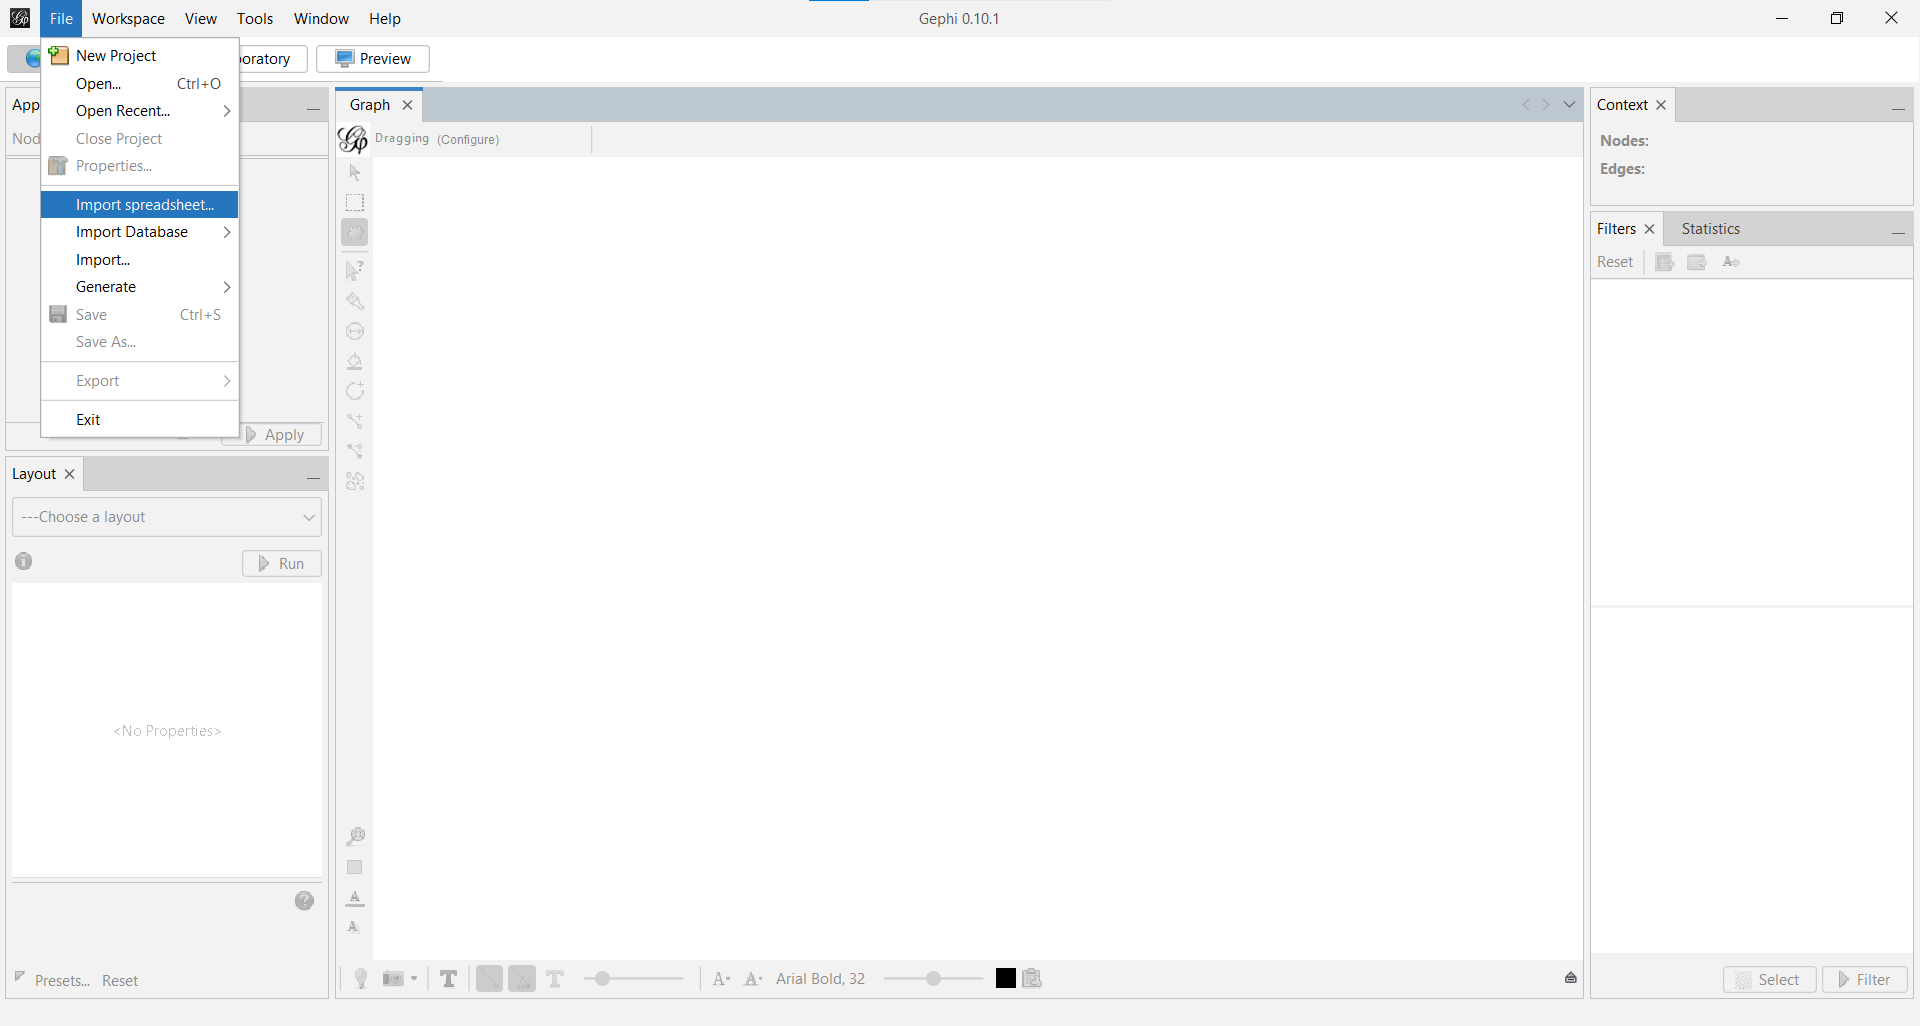 File Workspace View Tools Window Help
Gephi 0.10.1
oratory
Preview
New Project
Open... Ctrl+O
Open Recent...
Close Project
Properties...
Import spreadsheet...
Import Database
Import...
Generate
Save Ctrl+S
Save As...
Export
Exit
App
Nod
Apply
Layout
---Choose a layout
Run
<No Properties>
Presets... Reset
Graph
Dragging (Configure)
Arial Bold, 32
Context
Nodes:
Edges:
Filters Statistics
Reset
Select Filter